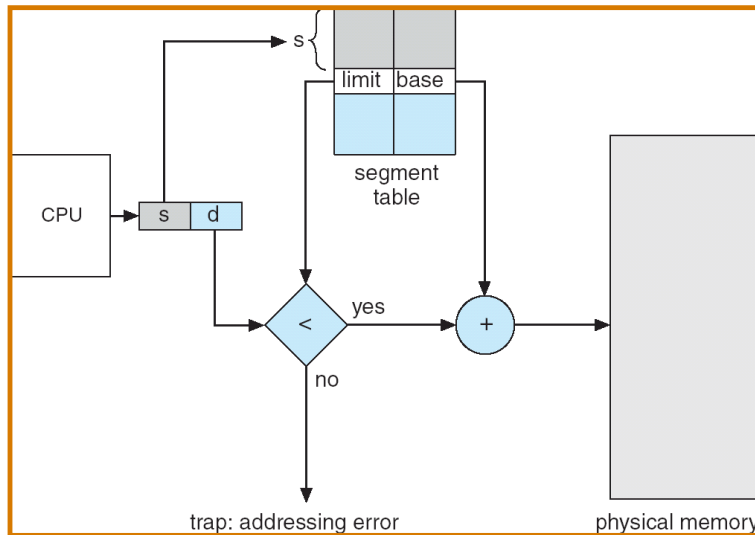 s
limit base
segment
table
CPU
s d
<
yes
+
no
trap: addressing error
physical memory